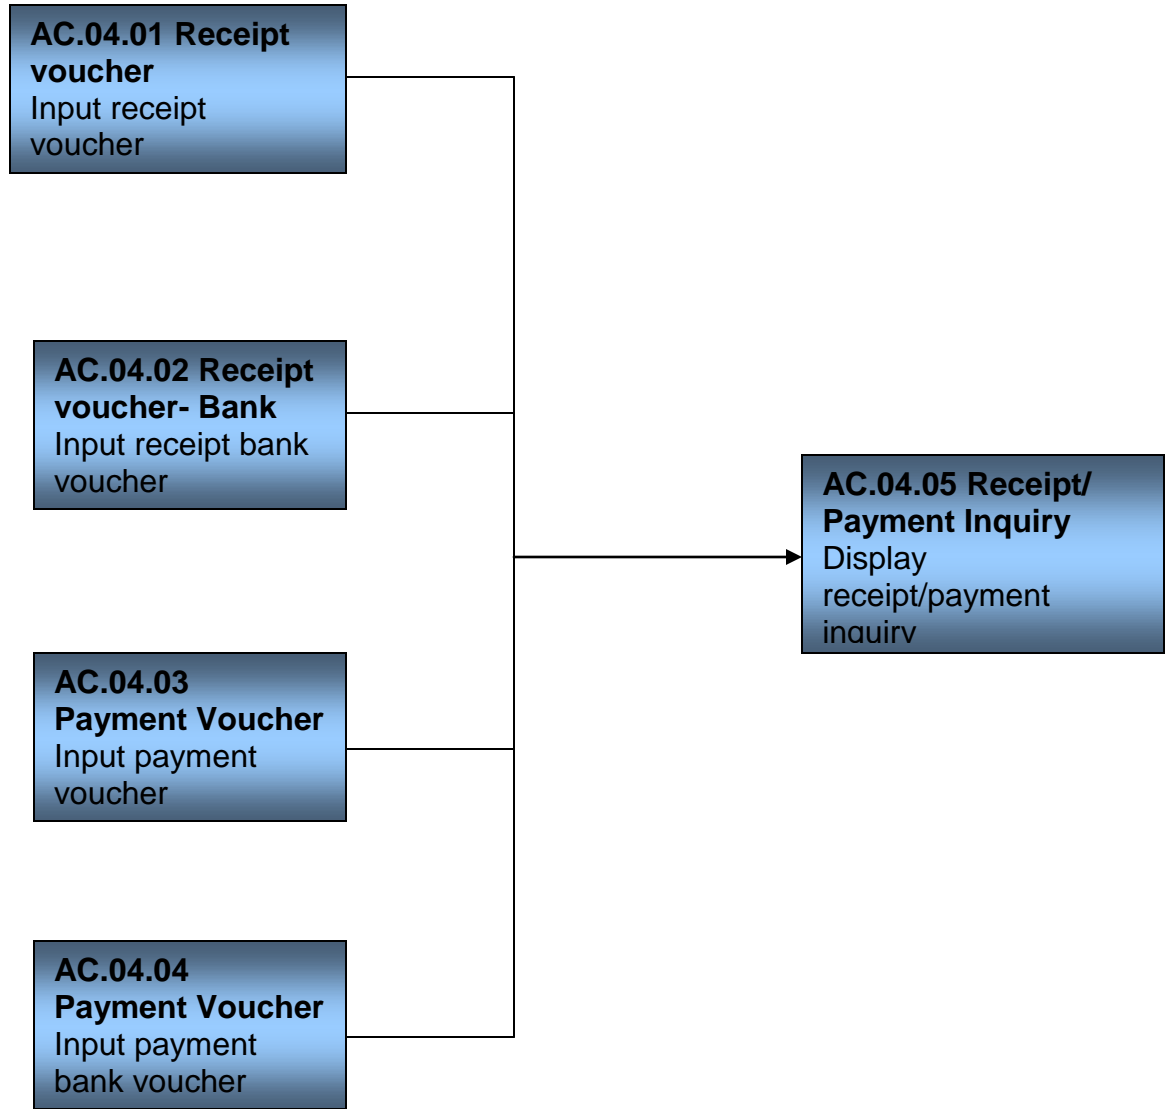 AC.04.01 Receipt
voucher
Input receipt
voucher
AC.04.02 Receipt
voucher- Bank
Input receipt bank
voucher
AC.04.05 Receipt/
Payment Inquiry
Display
receipt/payment
inquiry
AC.04.03
Payment Voucher
Input payment
voucher
AC.04.04
Payment Voucher
Input payment
bank voucher